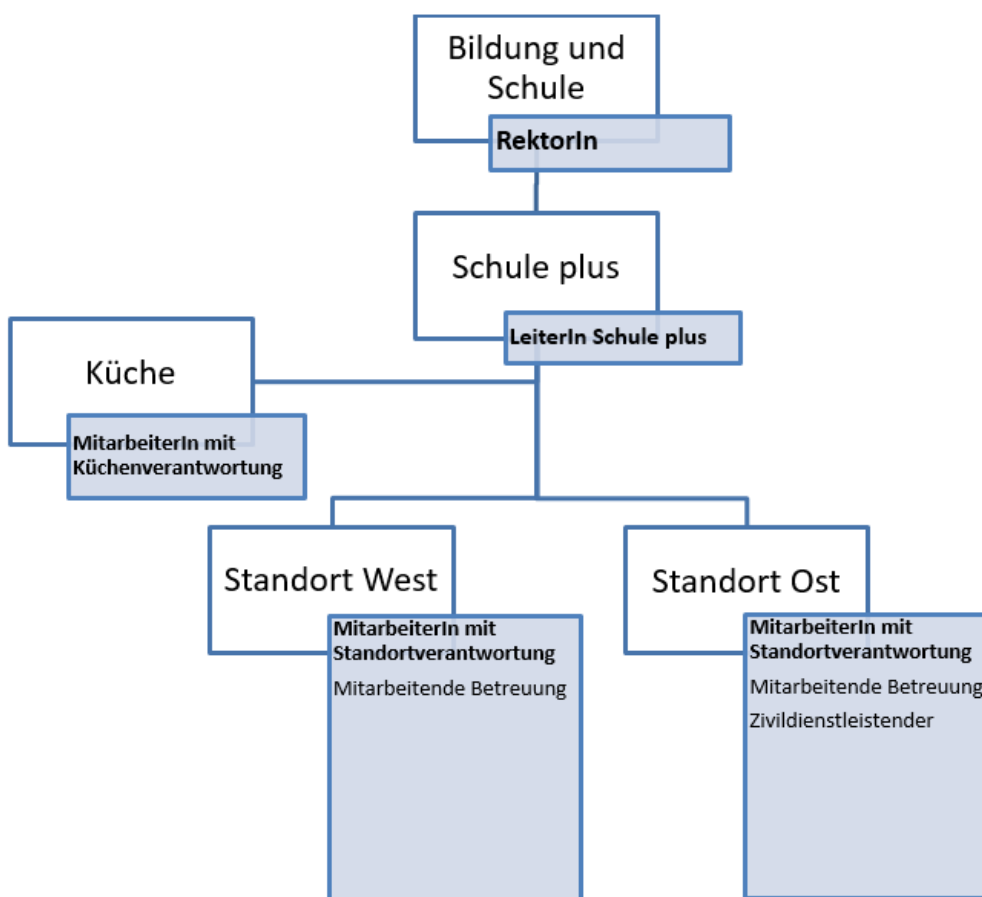 Bildung und
Schule
RektorIn
Schule plus
LeiterIn Schule plus
Küche
MitarbeiterIn mit
Küchenverantwortung
Standort West
MitarbeiterIn mit
Standortverantwortung
Mitarbeitende Betreuung
Standort Ost
MitarbeiterIn mit
Standortverantwortung
Mitarbeitende Betreuung
Zivildienstleistender